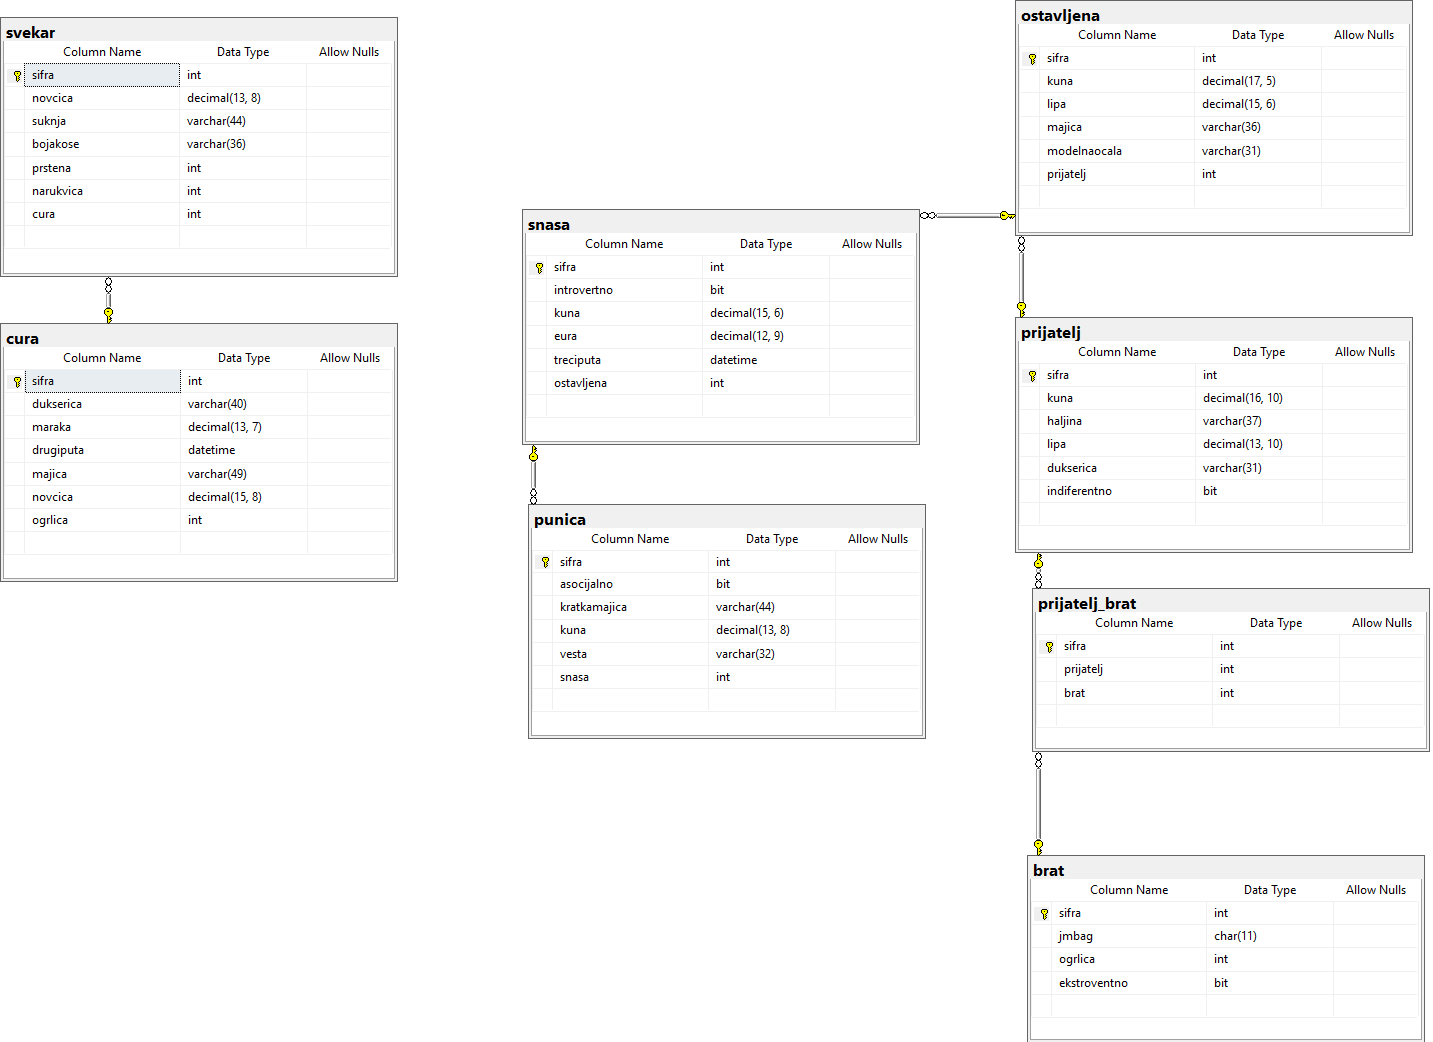 svekar
Column Name Data Type Allow Nulls
sifra int
novcica decimal(13, 8)
suknja varchar(44)
bojakose varchar(36)
prstena int
narukvica int
cura int
cura
Column Name Data Type Allow Nulls
sifra int
dukserica varchar(40)
maraka decimal(13, 7)
drugiputa datetime
majica varchar(49)
novcica decimal(15, 8)
ogrlica int
snasa
Column Name Data Type Allow Nulls
sifra int
introvertno bit
kuna decimal(15, 6)
eura decimal(12, 9)
treciputa datetime
ostavljena int
punica
Column Name Data Type Allow Nulls
sifra int
asocijalno bit
kratkamajica varchar(44)
kuna decimal(13, 8)
vesta varchar(32)
snasa int
ostavljena
Column Name Data Type Allow Nulls
sifra int
kuna decimal(17, 5)
lipa decimal(15, 6)
majica varchar(36)
modelnaocala varchar(31)
prijatelj int
prijatelj
Column Name Data Type Allow Nulls
sifra int
kuna decimal(16, 10)
haljina varchar(37)
lipa decimal(13, 10)
dukserica varchar(31)
indiferentno bit
prijatelj_brat
Column Name Data Type Allow Nulls
sifra int
prijatelj int
brat int
brat
Column Name Data Type Allow Nulls
sifra int
jmbag char(11)
ogrlica int
ekstroventno bit